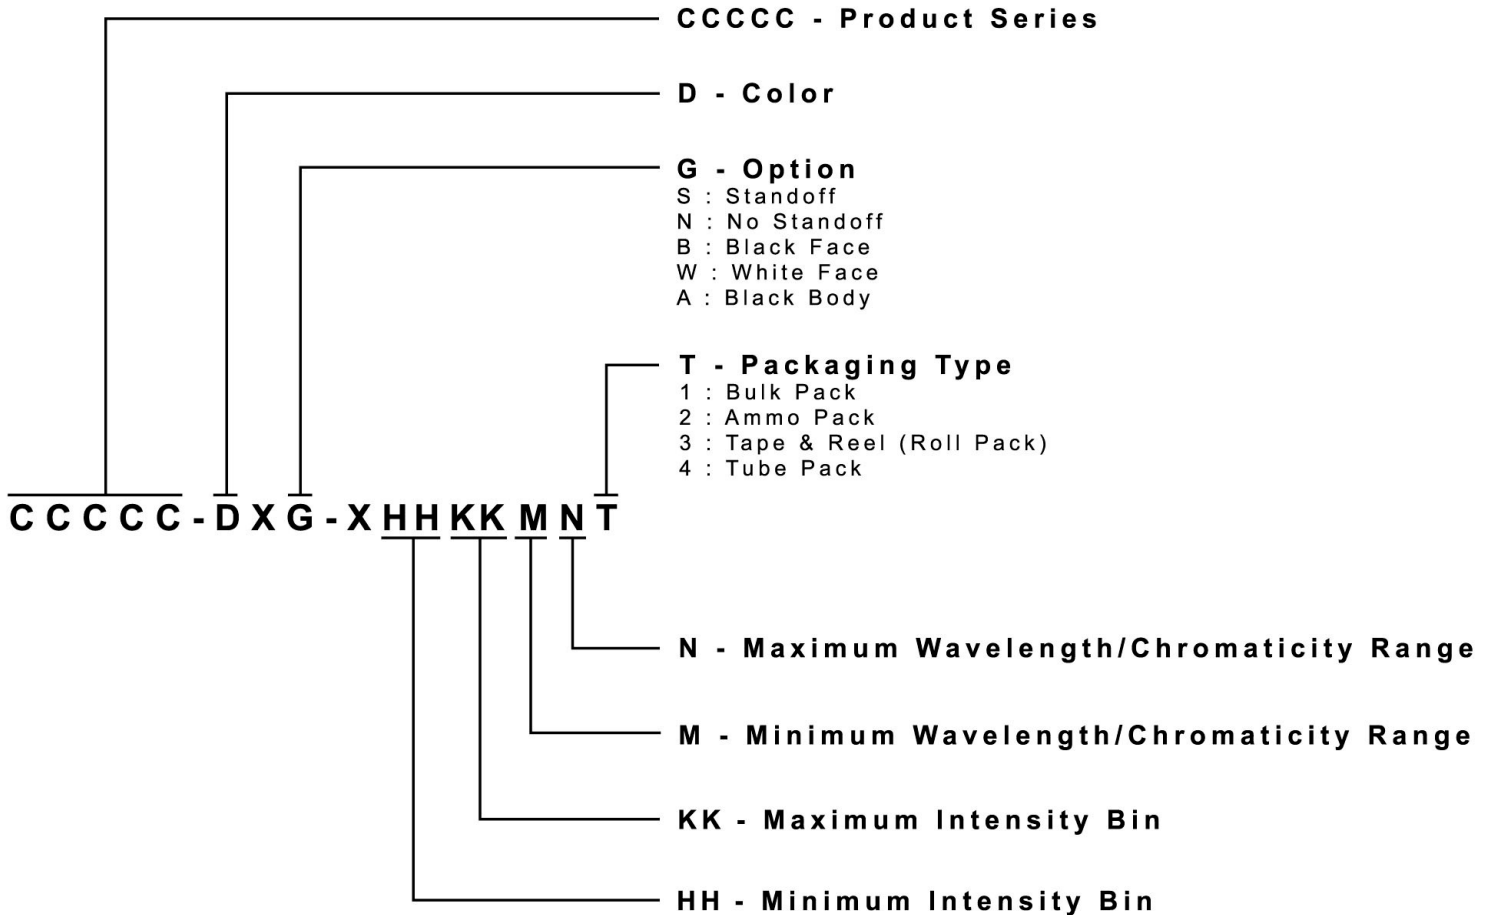 CCCCC - Product Series
D - Color
G - Option
S : Standoff
N : No Standoff
B : Black Face
W : White Face
A : Black Body
T - Packaging Type
1 : Bulk Pack
2 : Ammo Pack
3 : Tape & Reel (Roll Pack)
4 : Tube Pack
CCCCC-DXG-XHHKKMNT
N - Maximum Wavelength/Chromaticity Range
M - Minimum Wavelength/Chromaticity Range
KK - Maximum Intensity Bin
HH - Minimum Intensity Bin